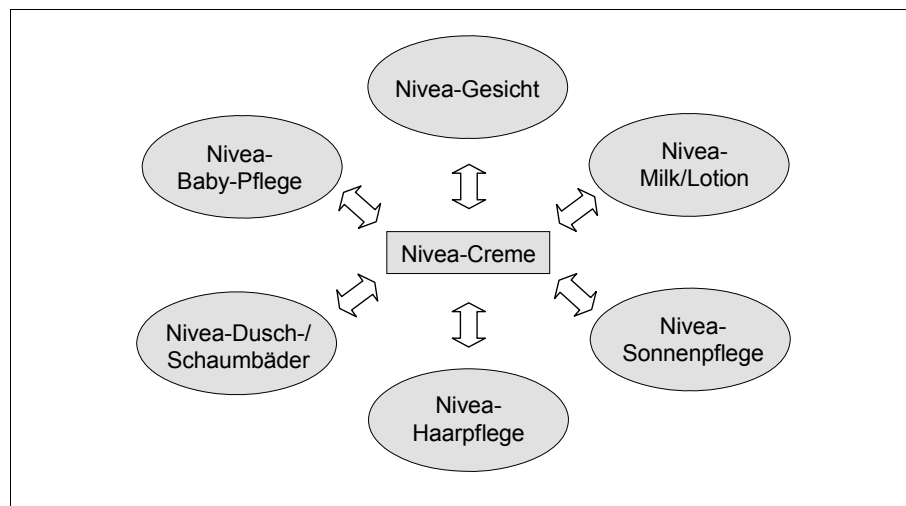 Nivea-Gesicht
Nivea-
Baby-Pflege
Nivea-
Milk/Lotion
Nivea-Creme
Nivea-Dusch-/
Schaumbäder
Nivea-
Sonnenpflege
Nivea-
Haarpflege